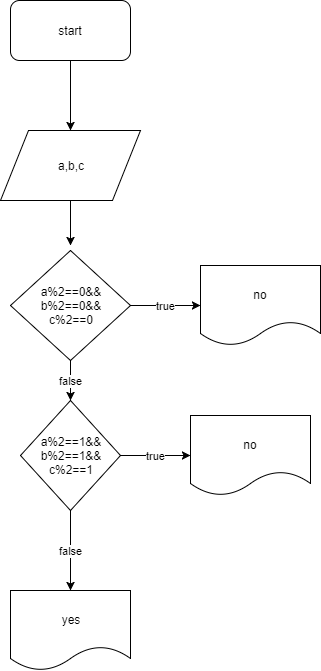 start
a,b,c
a%2==0&&
b%2==0&&
c%2==0
true
no
false
a%2==1&&
b%2==1&&
c%2==1
true
no
false
yes